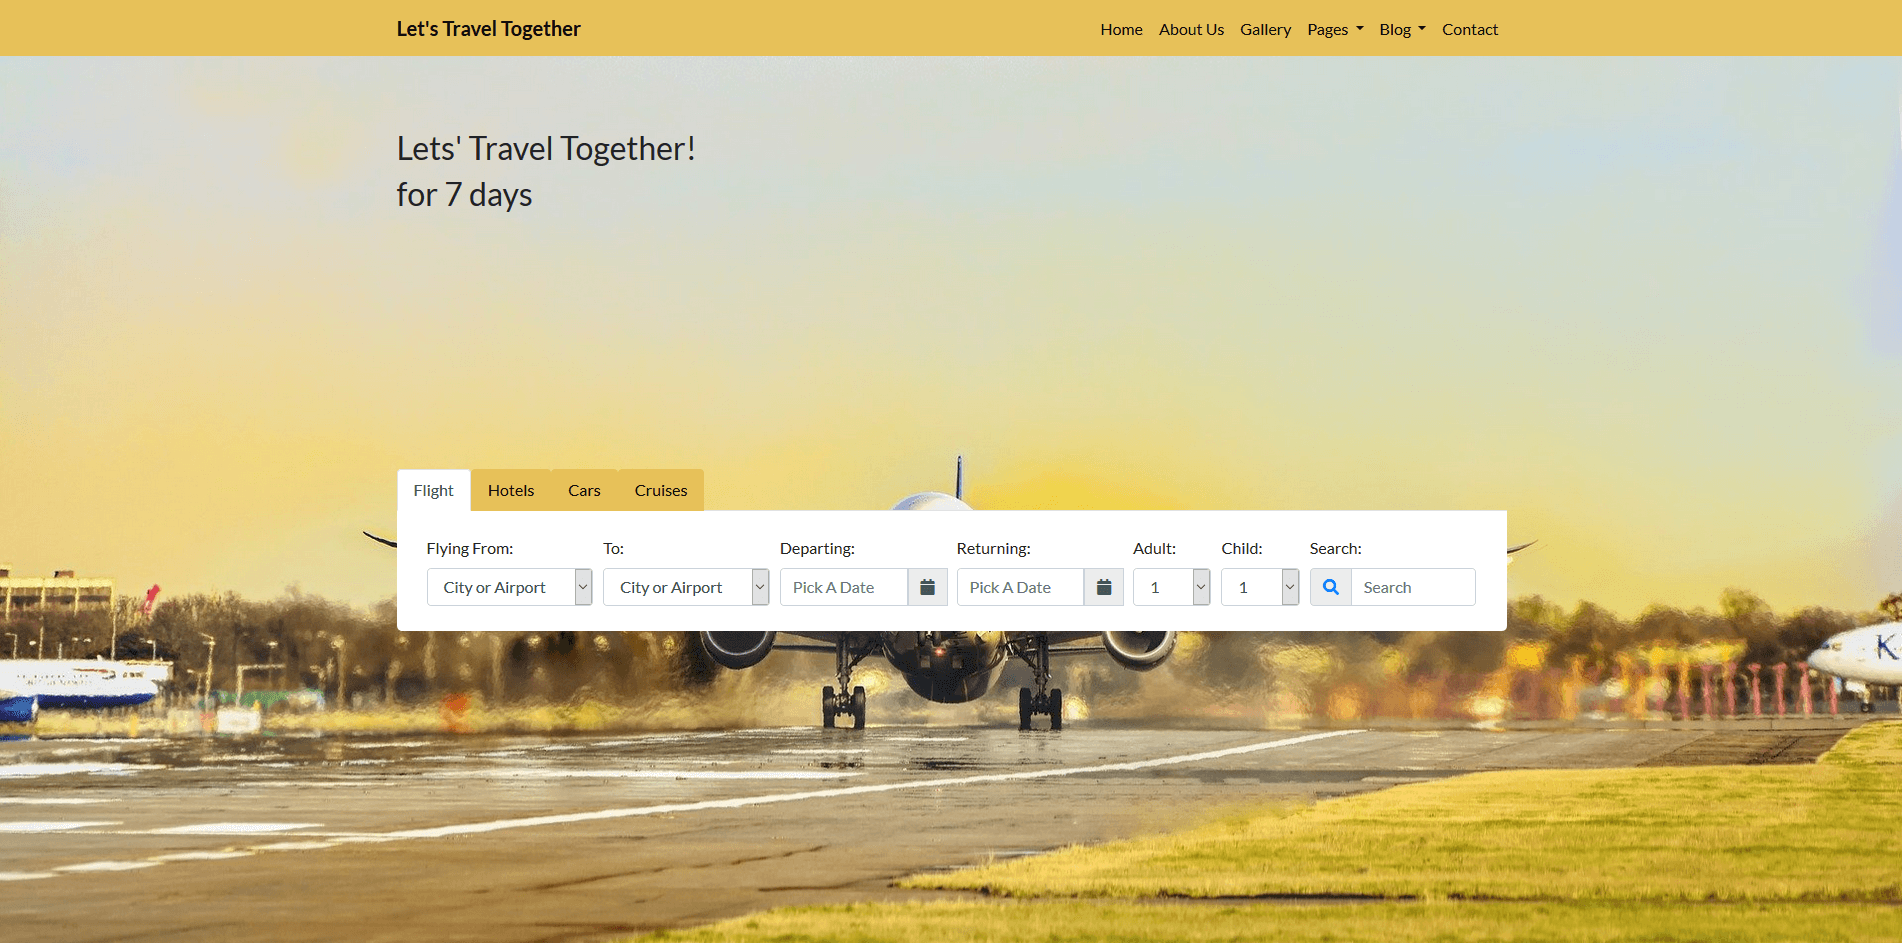 Let's Travel Together
Home About Us Gallery Pages Blog Contact
Lets' Travel Together!
for 7 days
Flight Hotels Cars Cruises
Flying From: To: Departing: Returning: Adult: Child: Search:
City or Airport City or Airport Pick A Date Pick A Date 1 1 Search
K